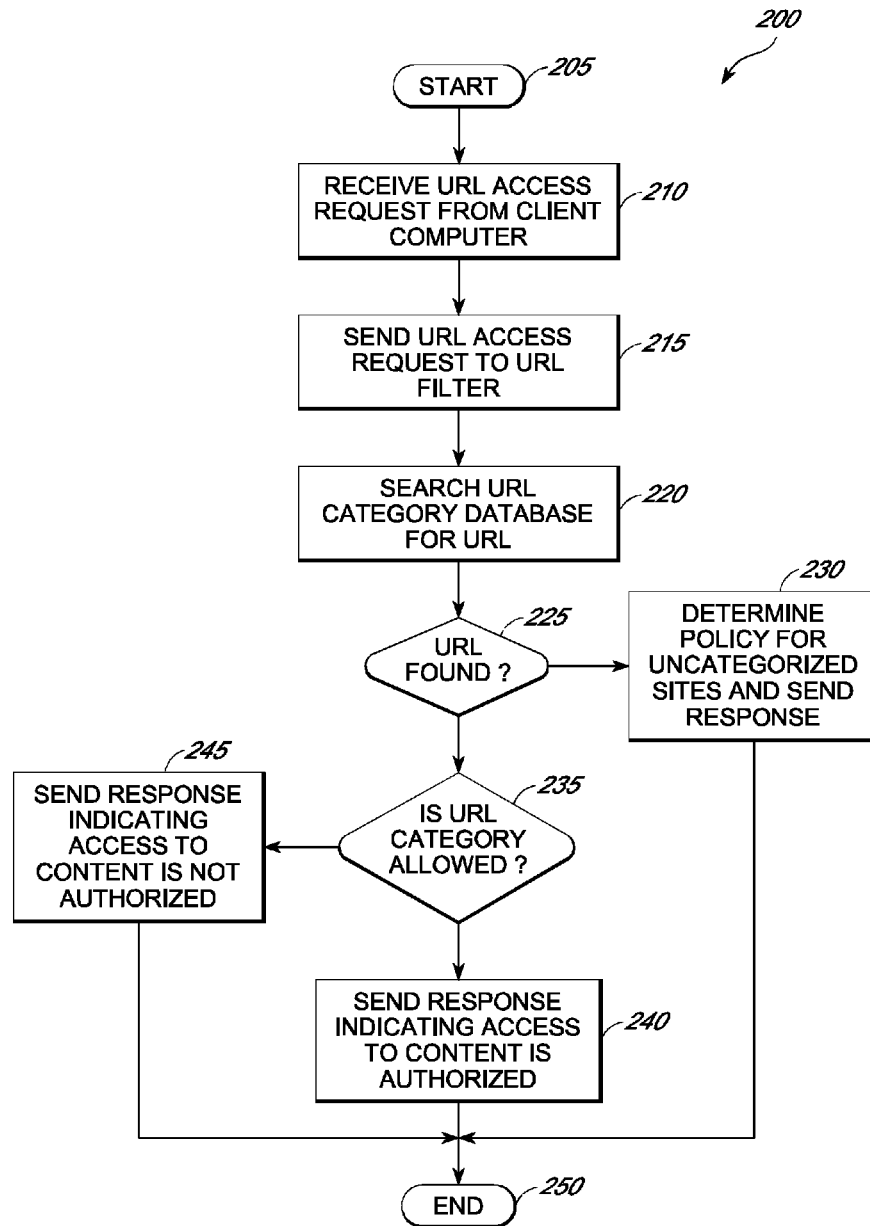 200
START
205
RECEIVE URL ACCESS
REQUEST FROM CLIENT
COMPUTER
210
SEND URL ACCESS
REQUEST TO URL
FILTER
215
SEARCH URL
CATEGORY DATABASE
FOR URL
220
URL
FOUND ?
225
DETERMINE
POLICY FOR
UNCATEGORIZED
SITES AND SEND
RESPONSE
230
IS URL
CATEGORY
ALLOWED ?
235
SEND RESPONSE
INDICATING
ACCESS TO
CONTENT IS NOT
AUTHORIZED
245
SEND RESPONSE
INDICATING ACCESS
TO CONTENT IS
AUTHORIZED
240
END
250